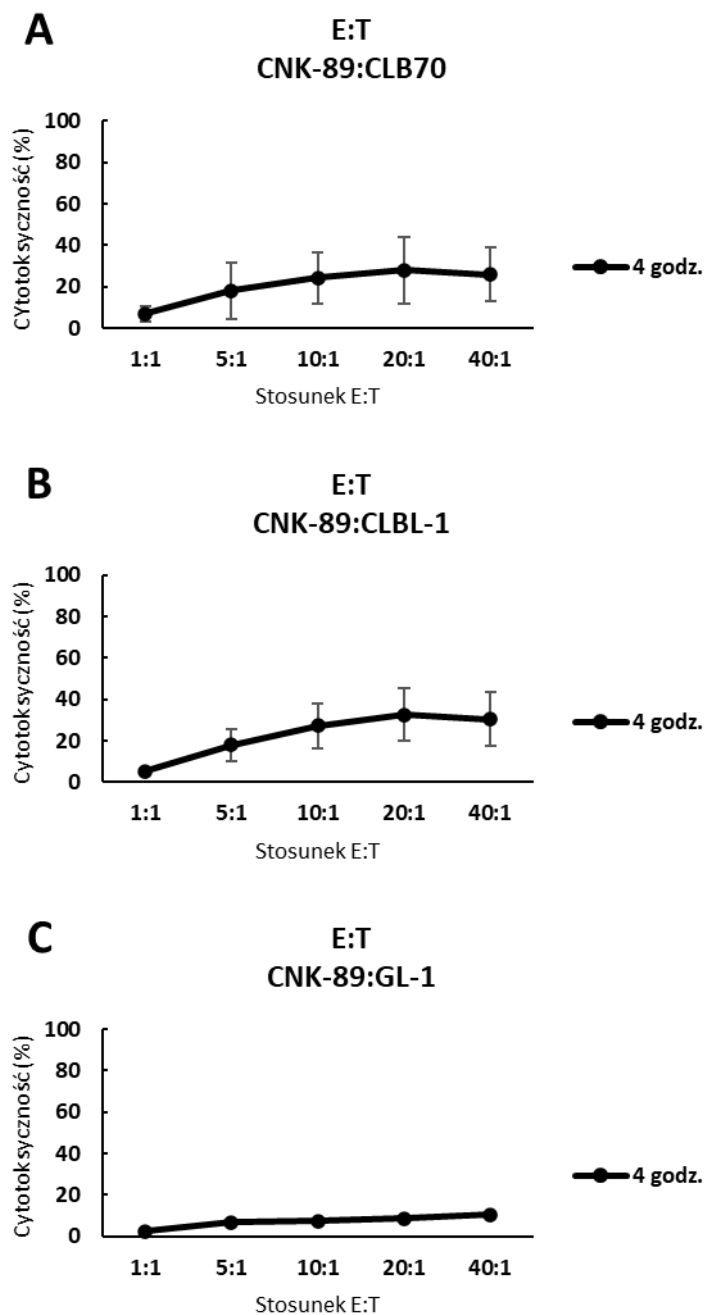 A
E:T
CNK-89:CLB70
CYtotoksyczność (%)
100
80
60
40
20
0
1:1 5:1 10:1 20:1 40:1
Stosunek E:T
4 godz.
B
E:T
CNK-89:CLBL-1
Cytotoksyczność (%)
100
80
60
40
20
0
1:1 5:1 10:1 20:1 40:1
Stosunek E:T
4 godz.
C
E:T
CNK-89:GL-1
Cytotoksyczność (%)
100
80
60
40
20
0
1:1 5:1 10:1 20:1 40:1
Stosunek E:T
4 godz.